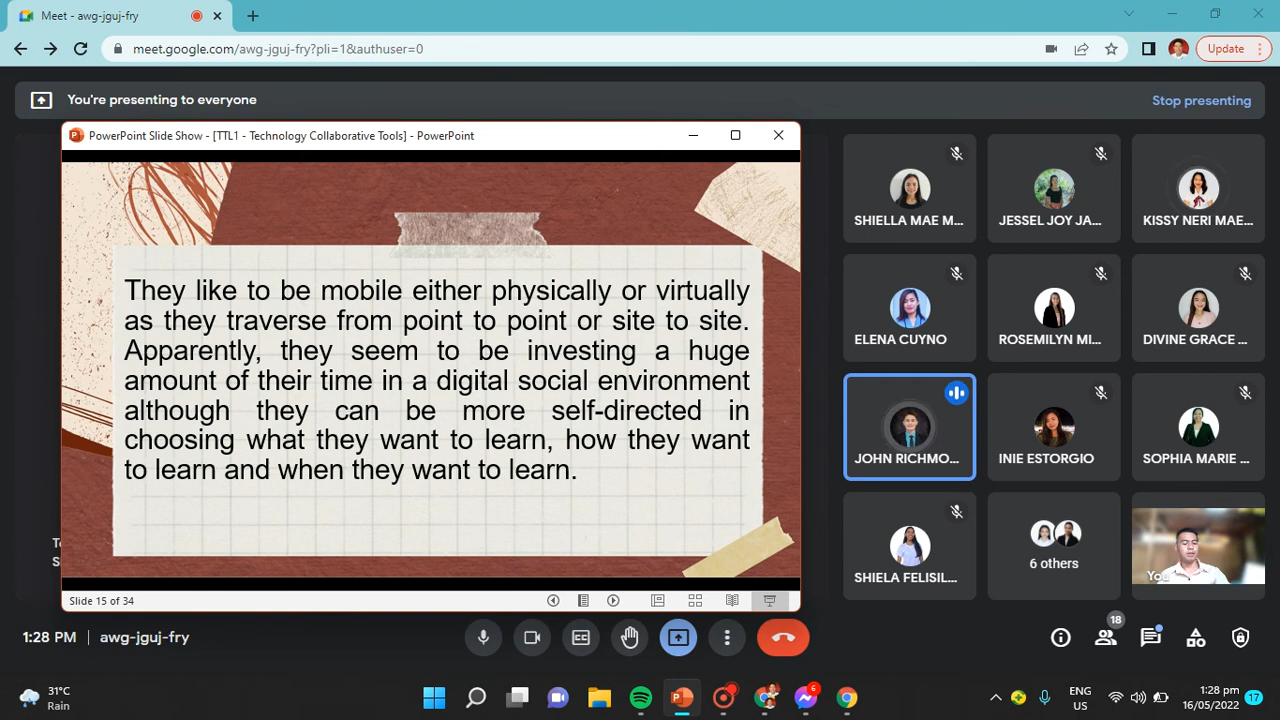 Meet - awg-jguj-fry
meet.google.com/awg-jguj-fry?pli=1&authuser=0
Update
You're presenting to everyone
Stop presenting
PowerPoint Slide Show - [TTL1 - Technology Collaborative Tools] - PowerPoint
They like to be mobile either physically or virtually
as they traverse from point to point or site to site.
Apparently, they seem to be investing a huge
amount of their time in a digital social environment
although they can be more self-directed in
choosing what they want to learn, how they want
to learn and when they want to learn.
Slide 15 of 34
SHIELLA MAE M...
JESSEL JOY JA...
KISSY NERI MAE...
ELENA CUYNO
ROSEMILYN MI...
DIVINE GRACE ...
JOHN RICHMO...
INIE ESTORGIO
SOPHIA MARIE ...
SHIELA FELISIL...
6 others
You
1:28 PM | awg-jguj-fry
18
31°C
Rain
6
ENG
US
1:28 pm
16/05/2022
17